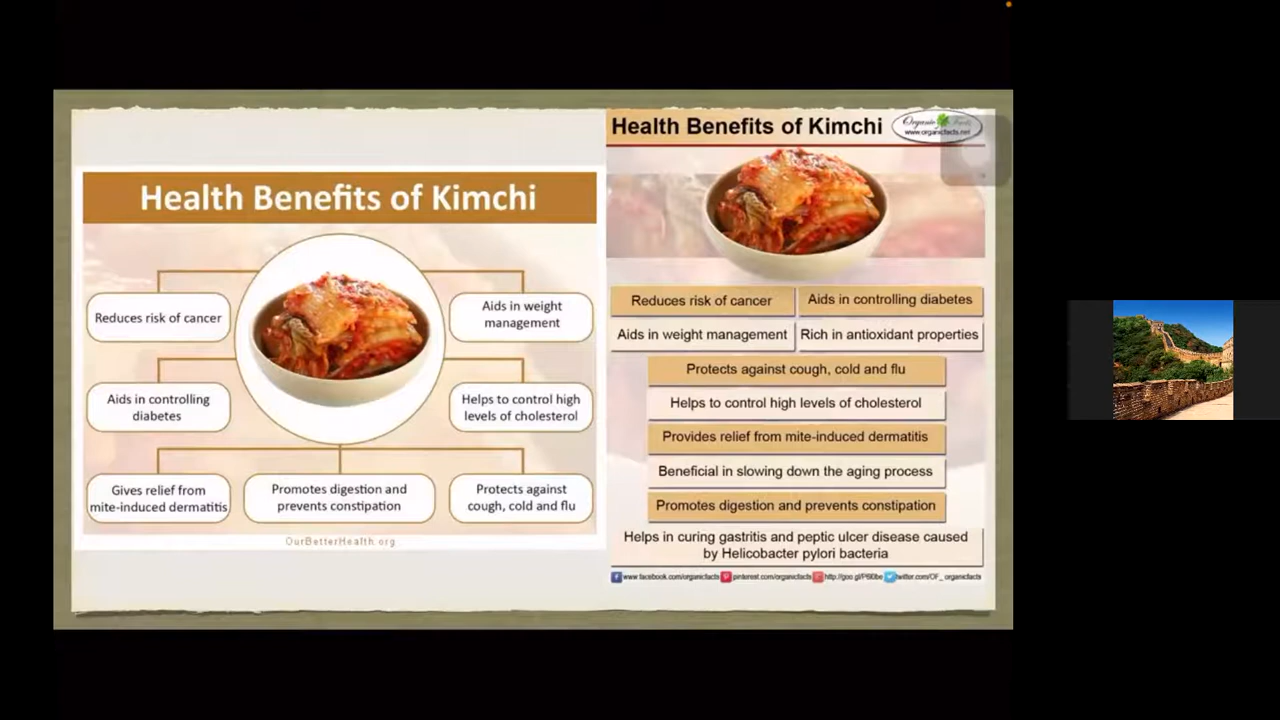 Health Benefits of Kimchi
Reduces risk of cancer
Aids in weight
management
Aids in controlling
diabetes
Helps to control high
levels of cholesterol
Gives relief from
mite-induced dermatitis
Promotes digestion and
prevents constipation
Protects against
cough, cold and flu
OurBetterHealth.org
Health Benefits of Kimchi
Organic Facts
www.organicfacts.net
Reduces risk of cancer
Aids in controlling diabetes
Aids in weight management
Rich in antioxidant properties
Protects against cough, cold and flu
Helps to control high levels of cholesterol
Provides relief from mite-induced dermatitis
Beneficial in slowing down the aging process
Promotes digestion and prevents constipation
Helps in curing gastritis and peptic ulcer disease caused
by Helicobacter pylori bacteria
www.facebook.com/organicfacts
pinterest.com/organicfacts
twitter.com/OF_organicfacts